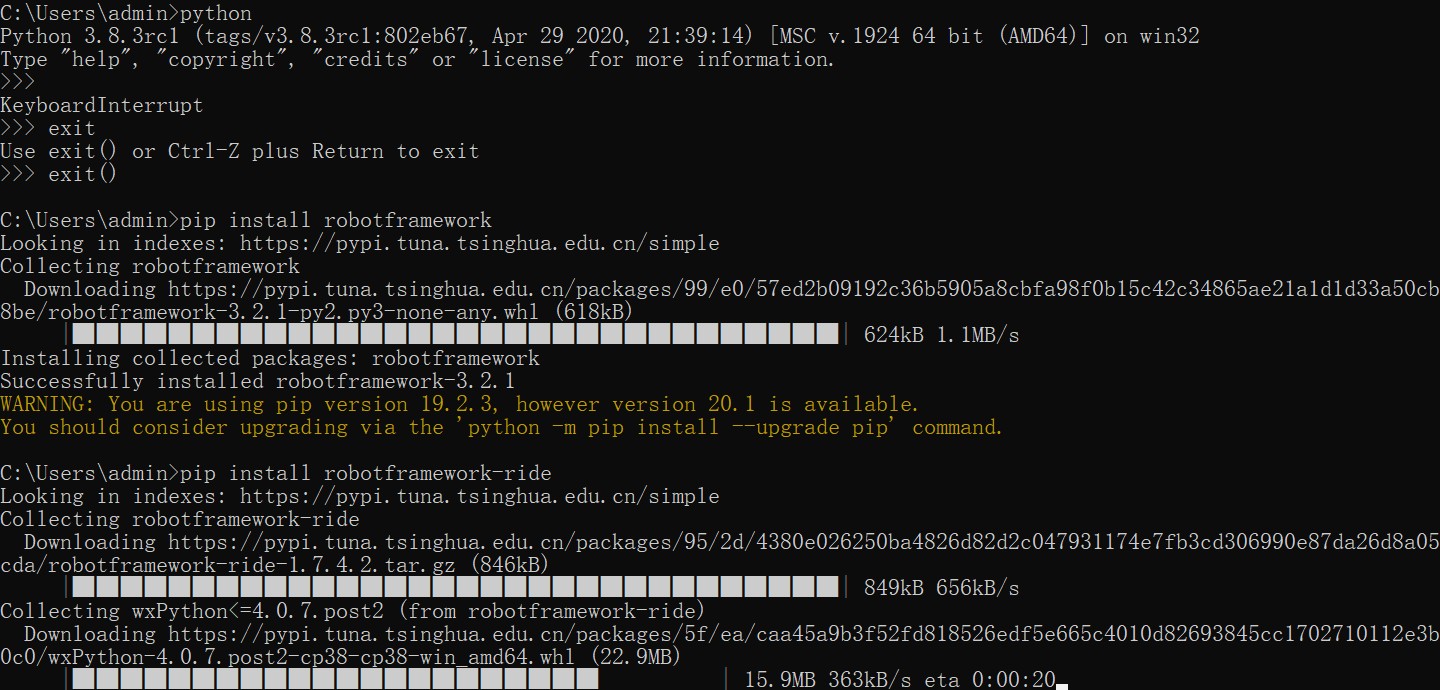 C:\Users\admin>python
Python 3.8.3rc1 (tags/v3.8.3rc1:802eb67, Apr 29 2020, 21:39:14) [MSC v.1924 64 bit (AMD64)] on win32
Type "help", "copyright", "credits" or "license" for more information.
>>>
KeyboardInterrupt
>>> exit
Use exit() or Ctrl-Z plus Return to exit
>>> exit()
C:\Users\admin>pip install robotframework
Looking in indexes: https://pypi.tuna.tsinghua.edu.cn/simple
Collecting robotframework
Downloading https://pypi.tuna.tsinghua.edu.cn/packages/99/e0/57ed2b09192c36b5905a8cbfa98f0b15c42c34865ae21a1d1d33a50cb
8be/robotframework-3.2.1-py2.py3-none-any.whl (618kB)
624kB 1.1MB/s
Installing collected packages: robotframework
Successfully installed robotframework-3.2.1
WARNING: You are using pip version 19.2.3, however version 20.1 is available.
You should consider upgrading via the 'python -m pip install --upgrade pip' command.
C:\Users\admin>pip install robotframework-ride
Looking in indexes: https://pypi.tuna.tsinghua.edu.cn/simple
Collecting robotframework-ride
Downloading https://pypi.tuna.tsinghua.edu.cn/packages/95/2d/4380e026250ba4826d82d2c047931174e7fb3cd306990e87da26d8a05
cda/robotframework-ride-1.7.4.2.tar.gz (846kB)
849kB 656kB/s
Collecting wxPython<=4.0.7.post2 (from robotframework-ride)
Downloading https://pypi.tuna.tsinghua.edu.cn/packages/5f/ea/caa45a9b3f52fd818526edf5e665c4010d82693845cc1702710112e3b
0c0/wxPython-4.0.7.post2-cp38-cp38-win_amd64.whl (22.9MB)
15.9MB 363kB/s eta 0:00:20